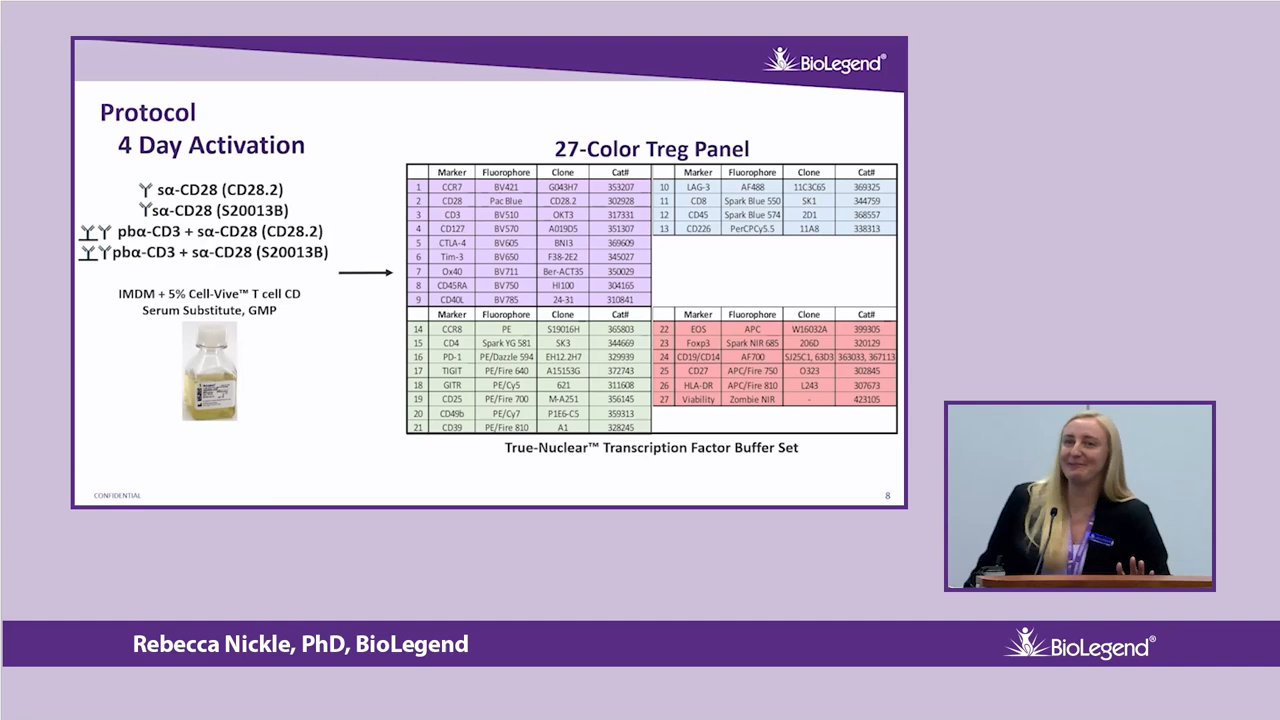 BioLegend®
Protocol
4 Day Activation
sα-CD28 (CD28.2)
sα-CD28 (S20013B)
pbα-CD3 + sα-CD28 (CD28.2)
pbα-CD3 + sα-CD28 (S20013B)
IMDM + 5% Cell-Vive™ T cell CD
Serum Substitute, GMP
27-Color Treg Panel
Marker Fluorophore Clone Cat# Marker Fluorophore Clone Cat#
1 CCR7 BV421 G043H7 353207 10 LAG-3 AF488 11C3C65 369325
2 CD28 Pac Blue CD28.2 302928 11 CD8 Spark Blue 550 SK1 344759
3 CD3 BV510 OKT3 317331 12 CD45 Spark Blue 574 2D1 368557
4 CD127 BV570 A019D5 351307 13 CD226 PerCPCy5.5 11A8 338313
5 CTLA-4 BV605 BNI3 369609
6 Tim-3 BV650 F38-2E2 345027
7 Ox40 BV711 Ber-ACT35 350029
8 CD45RA BV750 HI100 304165
9 CD40L BV785 24-31 310841
Marker Fluorophore Clone Cat# Marker Fluorophore Clone Cat#
14 CCR8 PE S19016H 365803 22 EOS APC W16032A 399305
15 CD4 Spark YG 581 SK3 344669 23 Foxp3 Spark NIR 685 206D 320129
16 PD-1 PE/Dazzle 594 EH12.2H7 329939 24 CD19/CD14 AF700 SJ25C1, 63D3 363033, 367113
17 TIGIT PE/Fire 640 A15153G 372743 25 CD27 APC/Fire 750 O323 302845
18 GITR PE/Cy5 621 311608 26 HLA-DR APC/Fire 810 L243 307673
19 CD25 PE/Fire 700 M-A251 356145 27 Viability Zombie NIR - 423105
20 CD49b PE/Cy7 P1E6-C5 359313
21 CD39 PE/Fire 810 A1 328245
True-Nuclear™ Transcription Factor Buffer Set
CONFIDENTIAL
8
Rebecca Nickle, PhD, BioLegend
BioLegend®